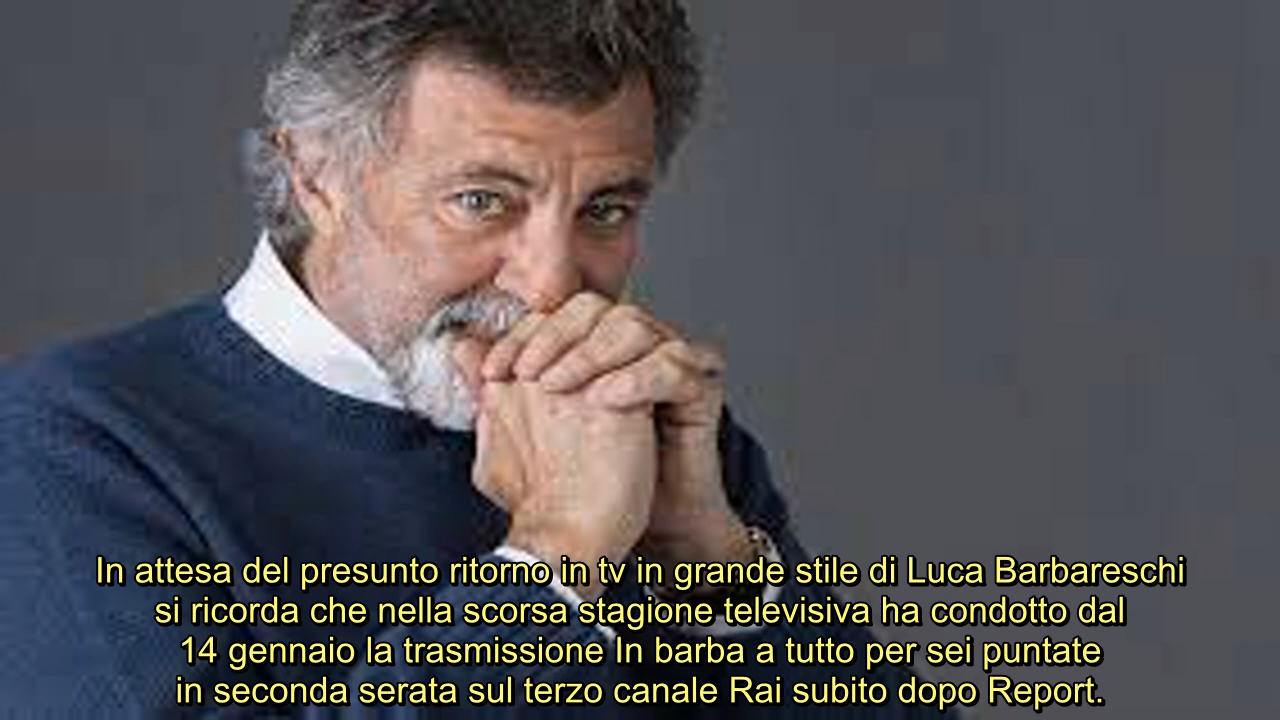 In attesa del presunto ritorno in tv in grande stile di Luca Barbareschi
si ricorda che nella scorsa stagione televisiva ha condotto dal
14 gennaio la trasmissione In barba a tutto per sei puntate
in seconda serata sul terzo canale Rai subito dopo Report.